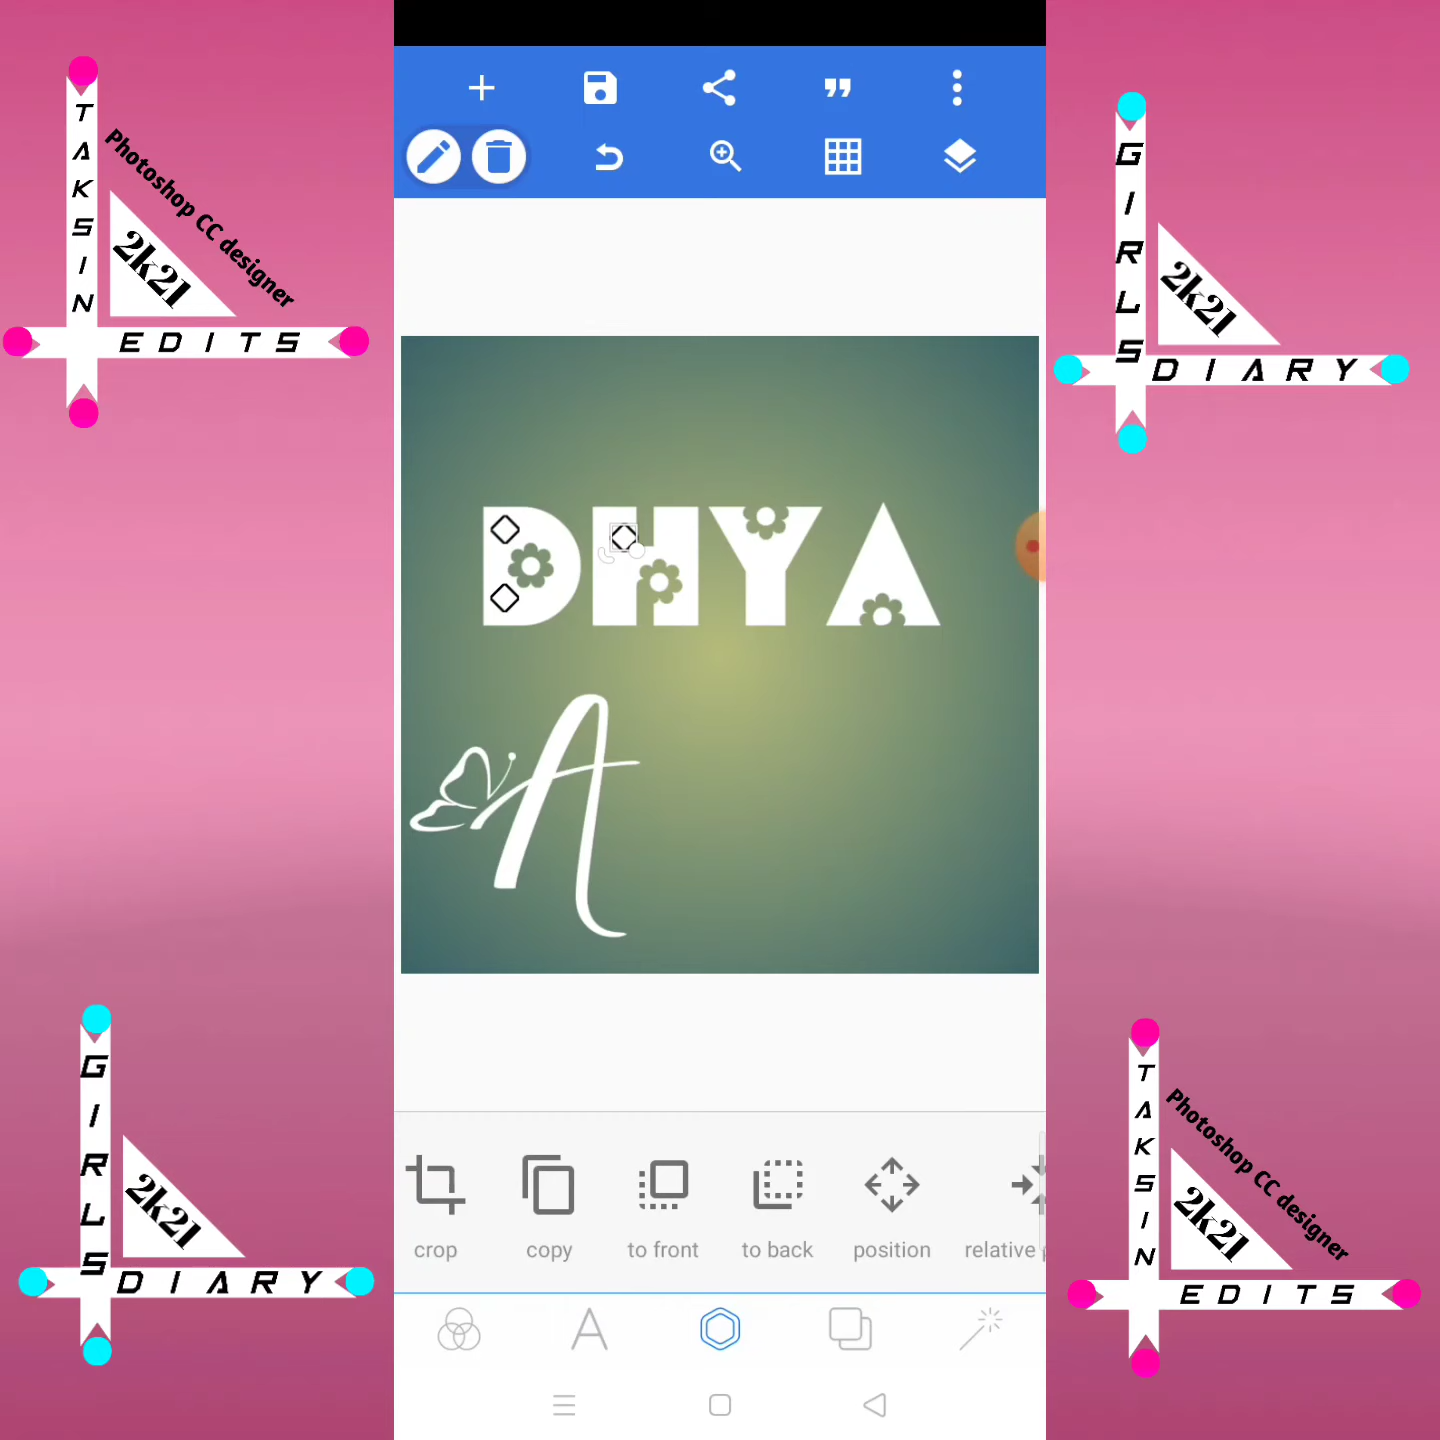 TAKSIN
Photoshop CC designer
2k21
EDITS
GIRLS
2k21
DIARY
DHYA
A
GIRLS
2k21
DIARY
TAKSIN
Photoshop CC designer
2k21
EDITS
crop
copy
to front
to back
position
relative
A